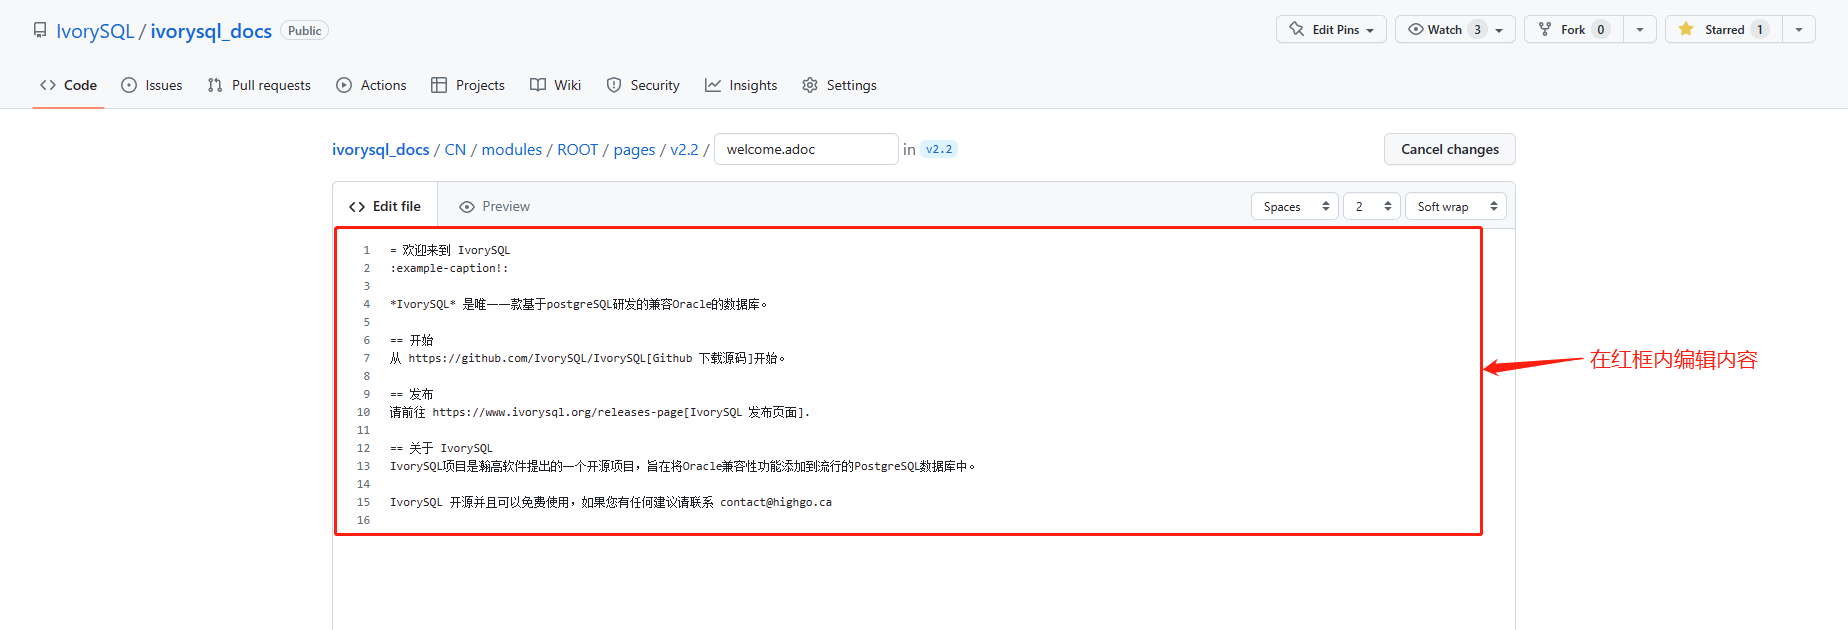 IvorySQL / ivorysql_docs Public
Edit Pins Watch 3 Fork 0 Starred 1
Code Issues Pull requests Actions Projects Wiki Security Insights Settings
ivorysql_docs / CN / modules / ROOT / pages / v2.2 / welcome.adoc in v2.2 Cancel changes
Edit file Preview Spaces 2 Soft wrap
1 = 欢迎来到 IvorySQL
2 :example-caption!:
3
4 *IvorySQL* 是唯一一款基于postgreSQL研发的兼容Oracle的数据库。
5
6 == 开始
7 从 https://github.com/IvorySQL/IvorySQL[Github 下载源码]开始。
8
9 == 发布
10 请前往 https://www.ivorysql.org/releases-page[IvorySQL 发布页面].
11
12 == 关于 IvorySQL
13 IvorySQL项目是瀚高软件提出的一个开源项目，旨在将Oracle兼容性功能添加到流行的PostgreSQL数据库中。
14
15 IvorySQL 开源并且可以免费使用，如果您有任何建议请联系 contact@highgo.ca
16
在红框内编辑内容